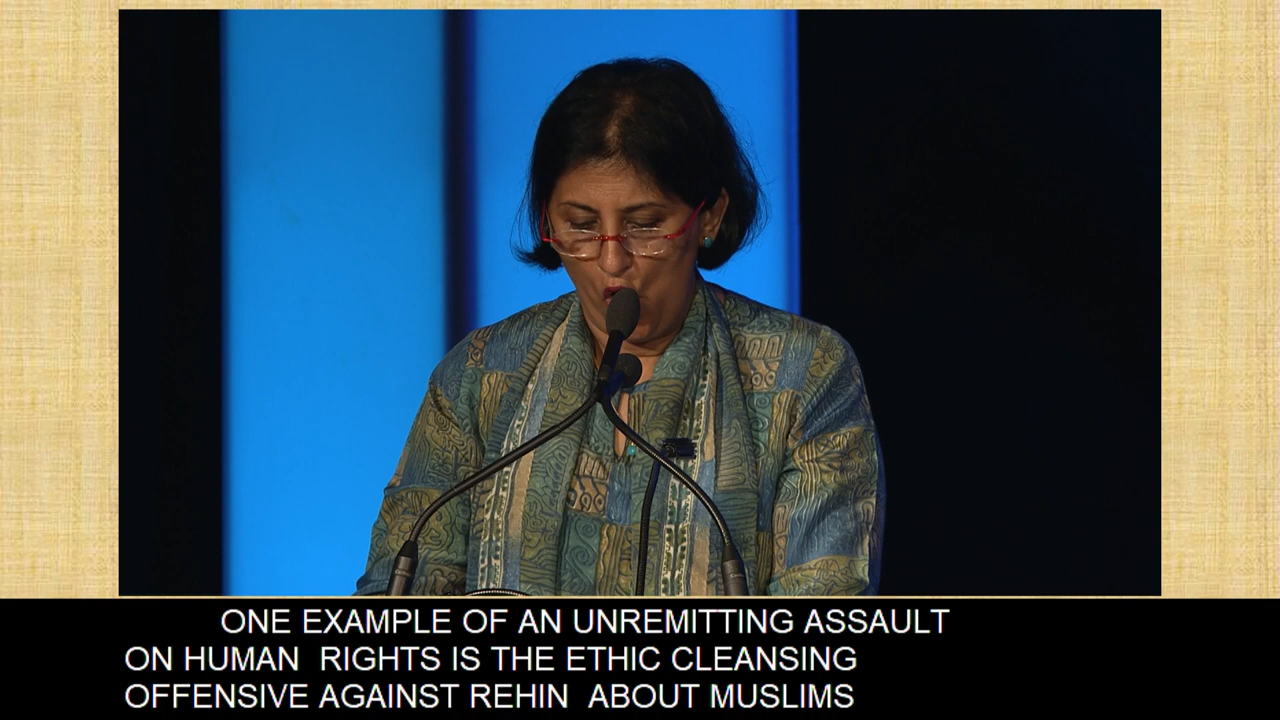 ONE EXAMPLE OF AN UNREMITTING ASSAULT
ON HUMAN RIGHTS IS THE ETHIC CLEANSING
OFFENSIVE AGAINST REHIN ABOUT MUSLIMS